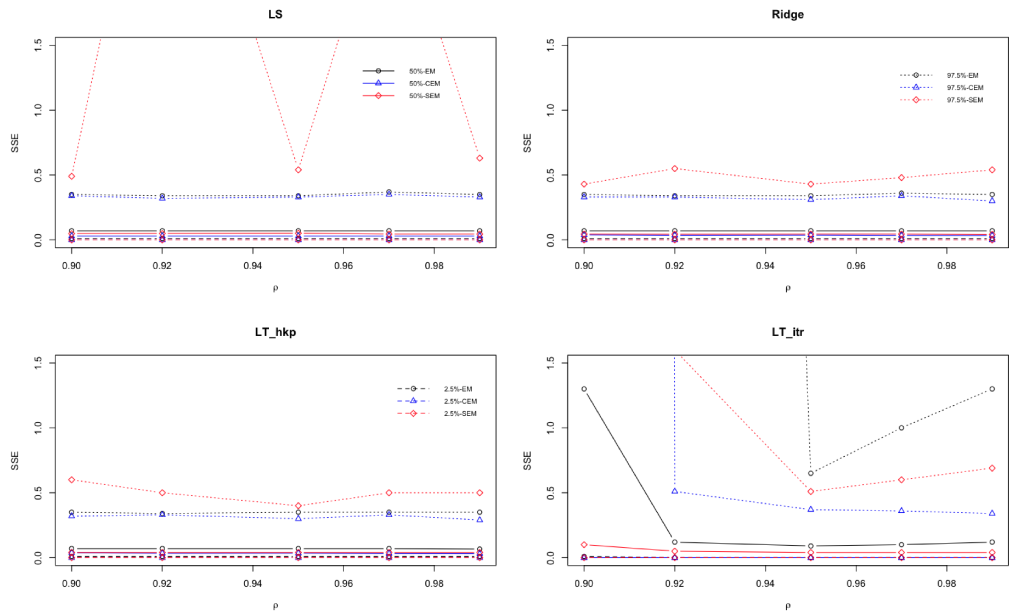 LS
SSE
0.0
0.5
1.0
1.5
50%-EM
50%-CEM
50%-SEM
0.90
0.92
0.94
0.96
0.98
ρ
Ridge
SSE
0.0
0.5
1.0
1.5
97.5%-EM
97.5%-CEM
97.5%-SEM
0.90
0.92
0.94
0.96
0.98
ρ
LT_hkp
SSE
0.0
0.5
1.0
1.5
2.5%-EM
2.5%-CEM
2.5%-SEM
0.90
0.92
0.94
0.96
0.98
ρ
LT_itr
SSE
0.0
0.5
1.0
1.5
0.90
0.92
0.94
0.96
0.98
ρ